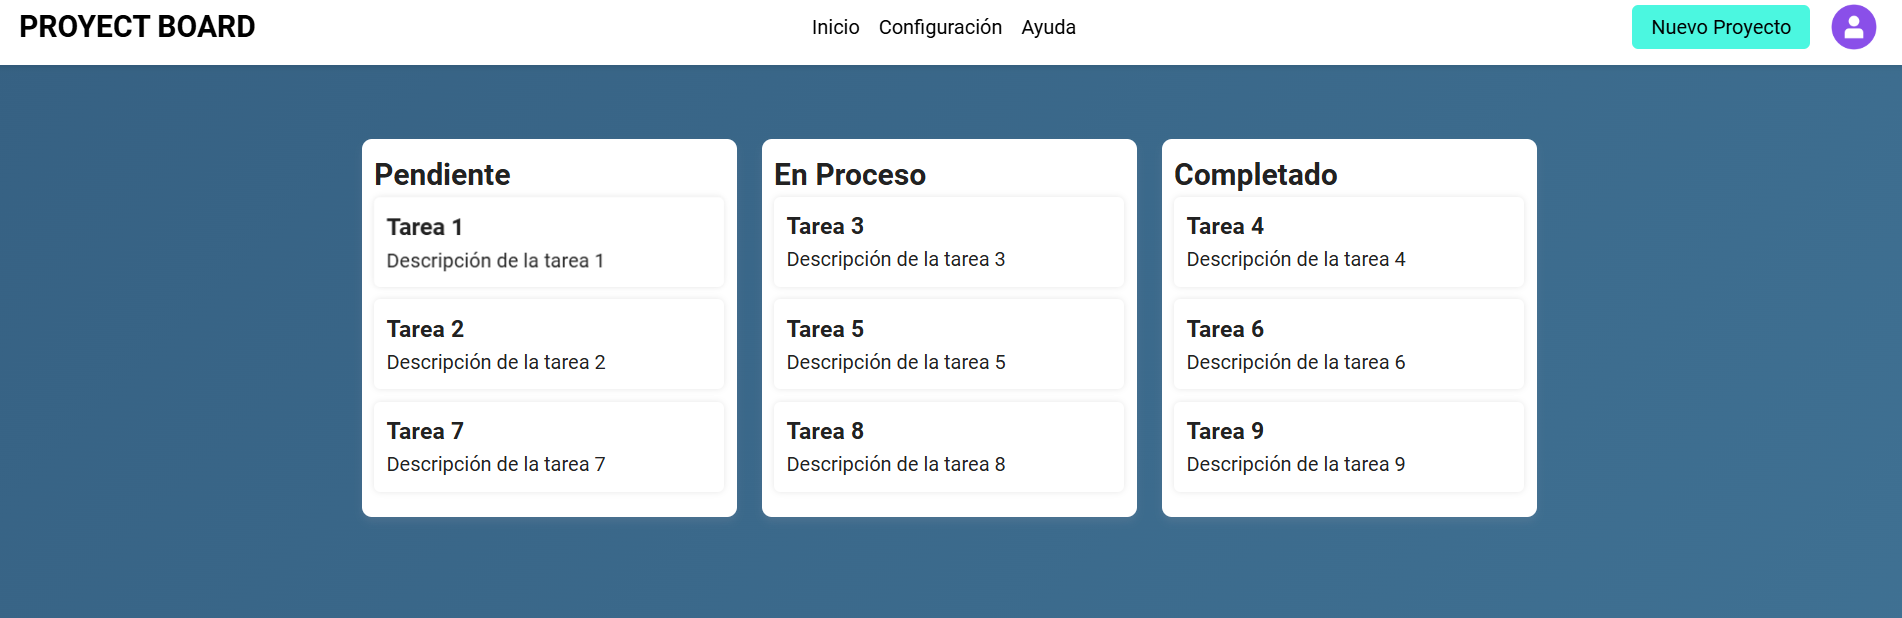 PROYECT BOARD
Inicio Configuración Ayuda
Nuevo Proyecto
Pendiente
Tarea 1
Descripción de la tarea 1
Tarea 2
Descripción de la tarea 2
Tarea 7
Descripción de la tarea 7
En Proceso
Tarea 3
Descripción de la tarea 3
Tarea 5
Descripción de la tarea 5
Tarea 8
Descripción de la tarea 8
Completado
Tarea 4
Descripción de la tarea 4
Tarea 6
Descripción de la tarea 6
Tarea 9
Descripción de la tarea 9